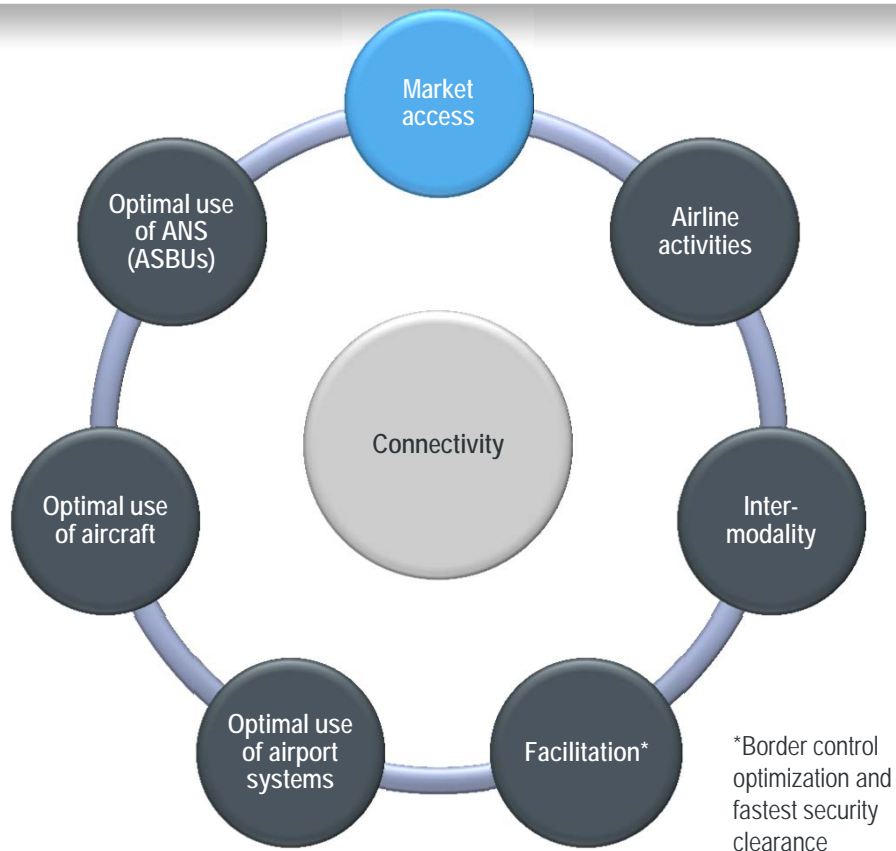 Market
access
Airline
activities
Inter-
modality
Facilitation*
Optimal use
of airport
systems
Optimal use
of aircraft
Optimal use
of ANS
(ASBUs)
Connectivity
*Border control
optimization and
fastest security
clearance